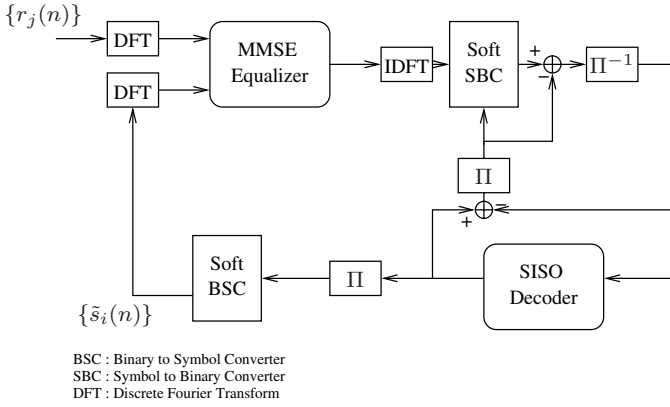 {r_j(n)}
DFT
DFT
MMSE
Equalizer
IDFT
Soft
SBC
+
−
Π⁻¹
Π
+
−
Soft
BSC
Π
SISO
Decoder
{s̃_i(n)}
BSC : Binary to Symbol Converter
SBC : Symbol to Binary Converter
DFT : Discrete Fourier Transform